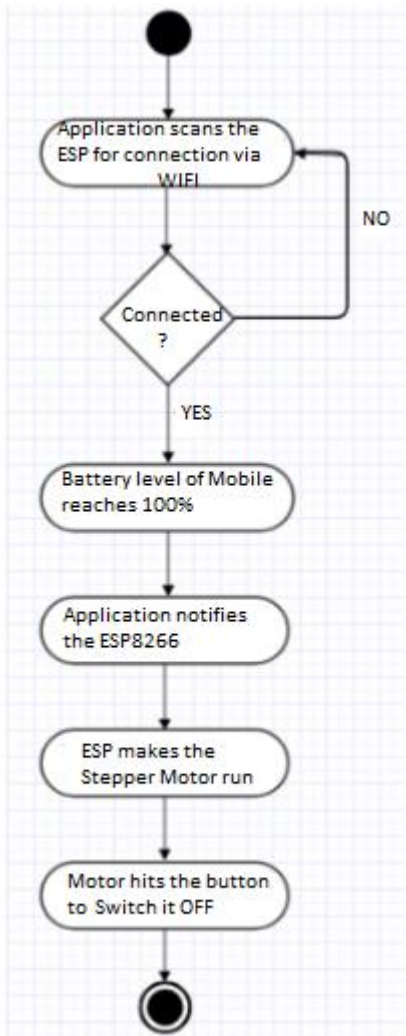 Application scans the
ESP for connection via
WIFI
NO
Connected
?
YES
Battery level of Mobile
reaches 100%
Application notifies
the ESP8266
ESP makes the
Stepper Motor run
Motor hits the button
to Switch it OFF